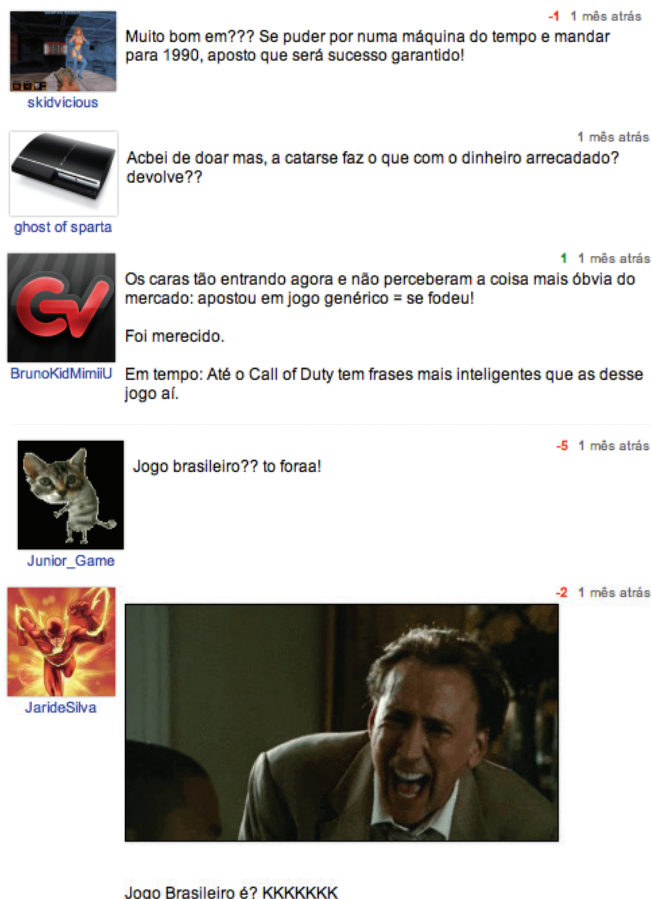 -1 1 mês atrás
Muito bom em??? Se puder por numa máquina do tempo e mandar
para 1990, aposto que será sucesso garantido!
skidvicious
1 mês atrás
Acbei de doar mas, a catarse faz o que com o dinheiro arrecadado?
devolve??
ghost of sparta
1 1 mês atrás
Os caras tão entrando agora e não perceberam a coisa mais óbvia do
mercado: apostou em jogo genérico = se fodeu!
Foi merecido.
BrunoKidMimiiU
Em tempo: Até o Call of Duty tem frases mais inteligentes que as desse
jogo aí.
-5 1 mês atrás
Jogo brasileiro?? to foraa!
Junior_Game
-2 1 mês atrás
JarideSilva
Jogo Brasileiro é? KKKKKKK